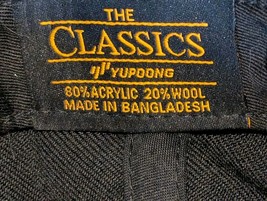 THE
CLASSICS
YUPOONG
80% ACRYLIC 20% WOOL
MADE IN BANGLADESH